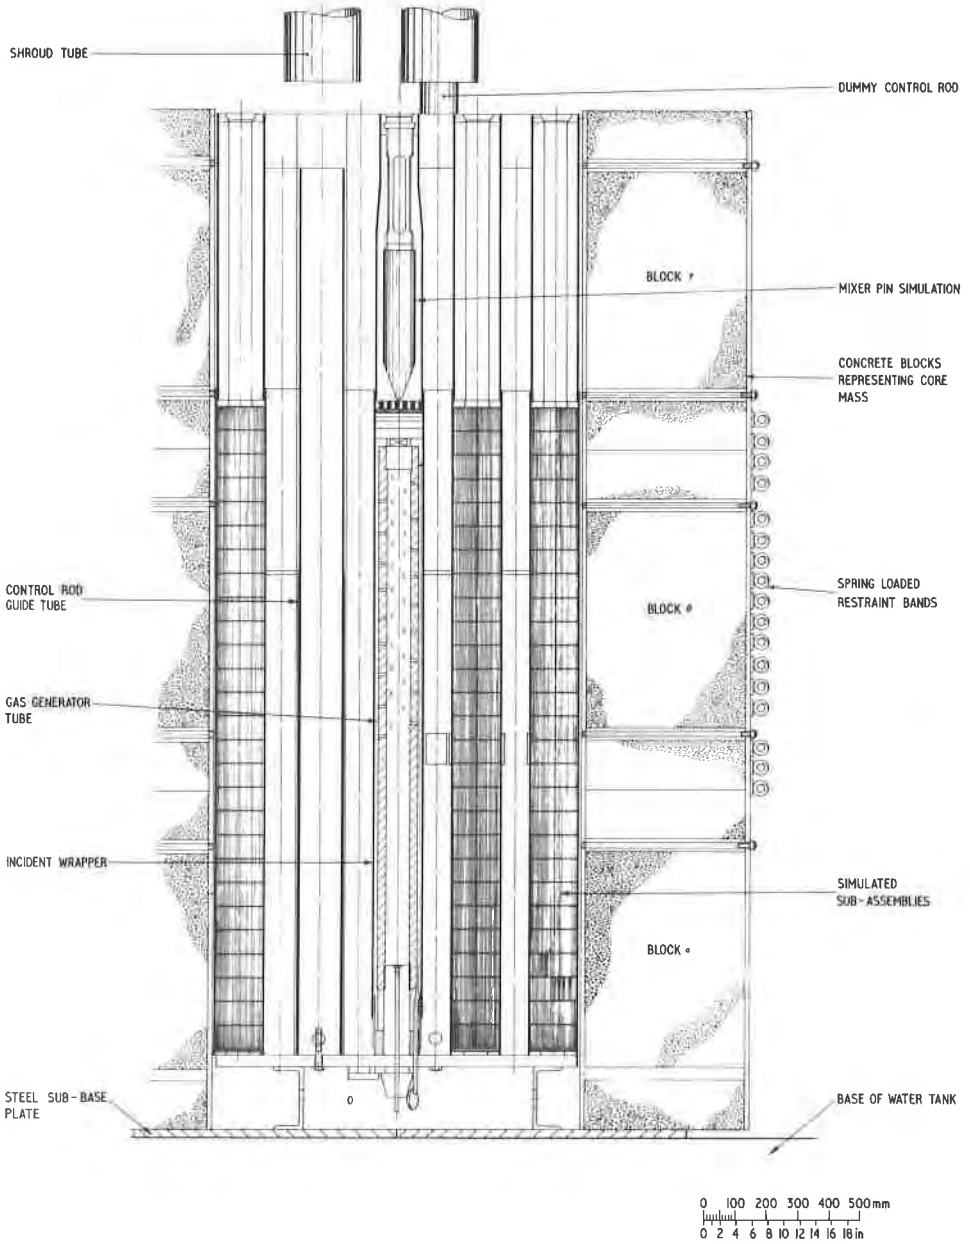 SHROUD TUBE
DUMMY CONTROL ROD
BLOCK γ
MIXER PIN SIMULATION
CONCRETE BLOCKS
REPRESENTING CORE
MASS
CONTROL ROD
GUIDE TUBE
SPRING LOADED
RESTRAINT BANDS
BLOCK β
GAS GENERATOR
TUBE
INCIDENT WRAPPER
SIMULATED
SUB-ASSEMBLIES
BLOCK α
STEEL SUB-BASE
PLATE
BASE OF WATER TANK
0 100 200 300 400 500mm
0 2 4 6 8 10 12 14 16 18in